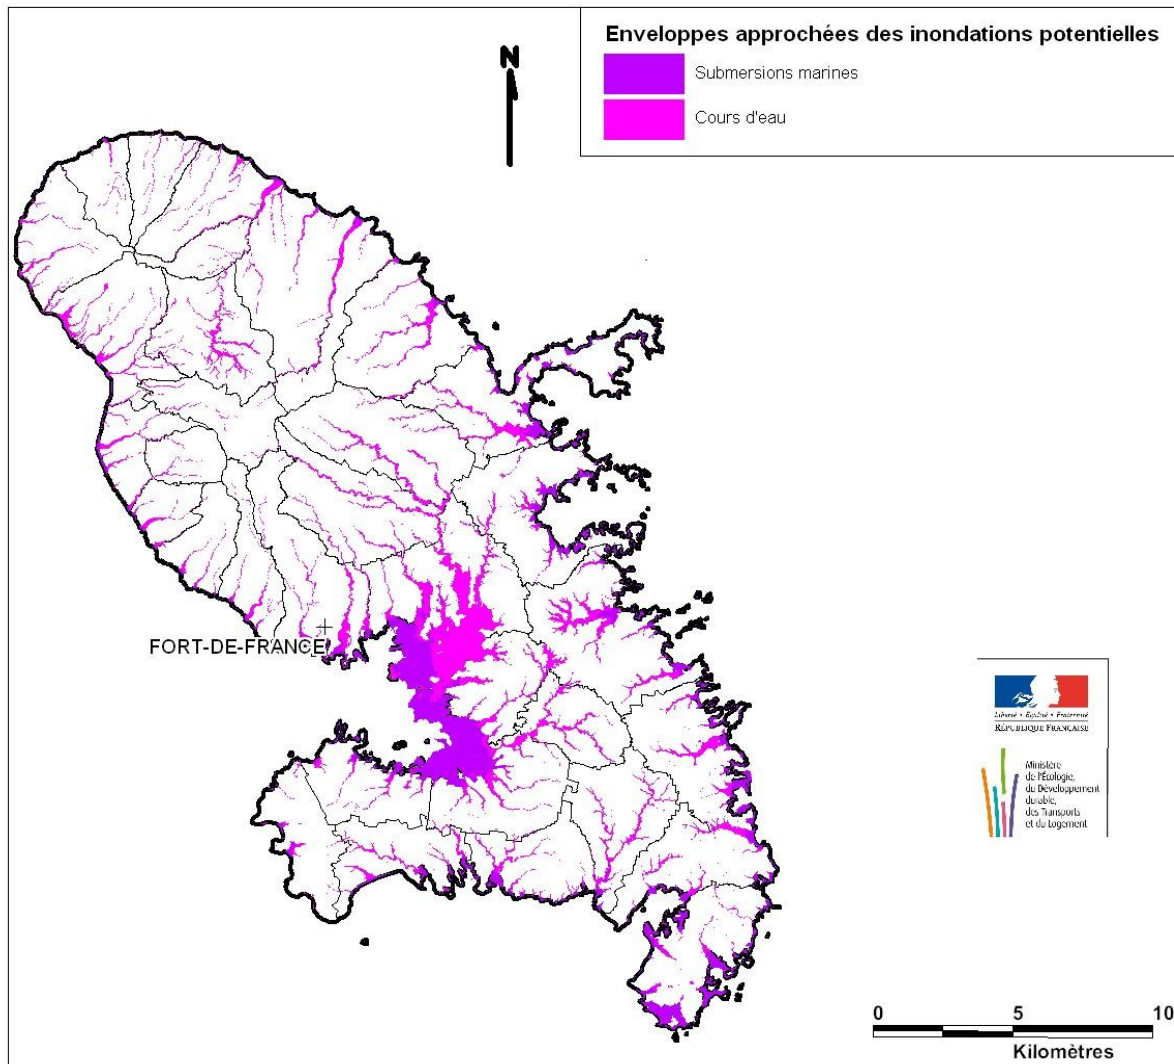 Enveloppes approchées des inondations potentielles
Submersions marines
Cours d'eau
N
FORT-DE-FRANCE
Liberté • Égalité • Fraternité
RÉPUBLIQUE FRANÇAISE
Ministère
de l'Écologie,
du Développement
durable,
des Transports
et du Logement
0 5 10
Kilomètres